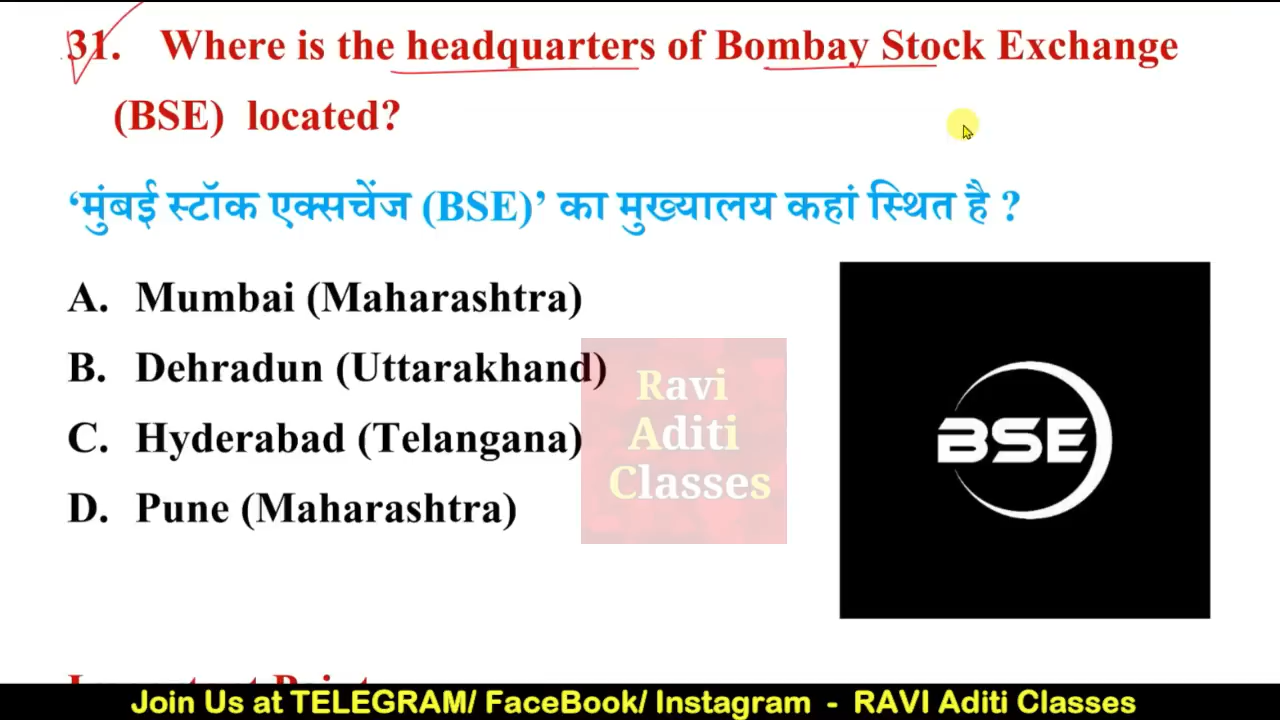 31. Where is the headquarters of Bombay Stock Exchange
(BSE) located?
‘मुंबई स्टॉक एक्सचेंज (BSE)’ का मुख्यालय कहां स्थित है ?
A. Mumbai (Maharashtra)
B. Dehradun (Uttarakhand)
C. Hyderabad (Telangana)
D. Pune (Maharashtra)
Ravi
Aditi
Classes
BSE
Join Us at TELEGRAM/ FaceBook/ Instagram - RAVI Aditi Classes